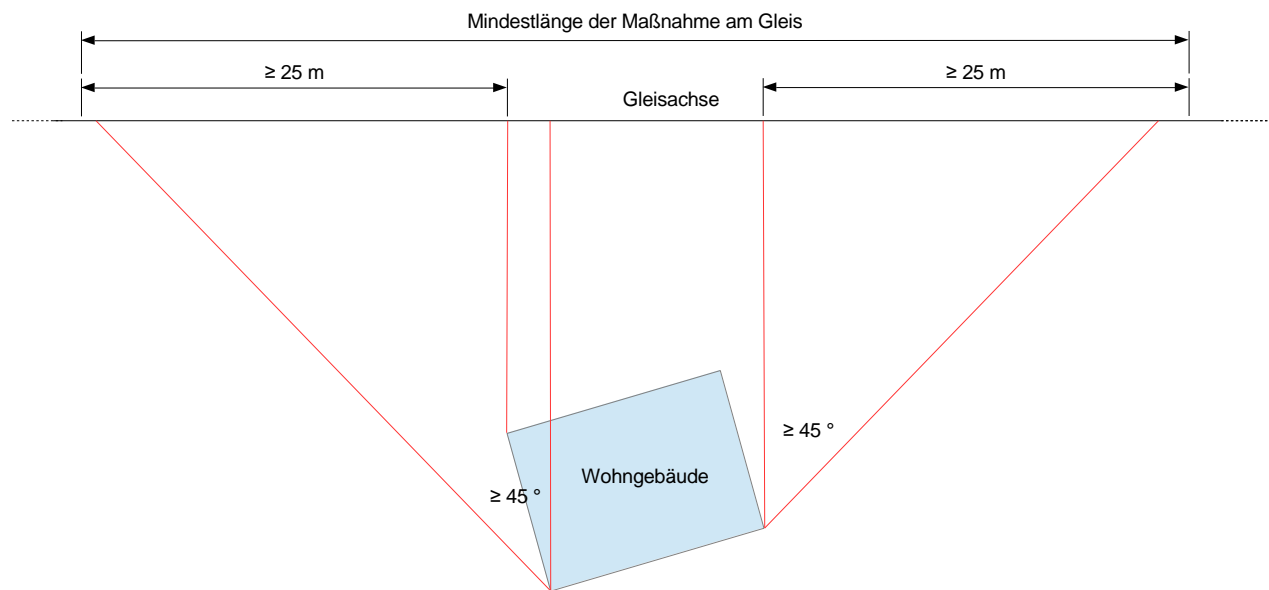 Mindestlänge der Maßnahme am Gleis
≥ 25 m
≥ 25 m
Gleisachse
≥ 45 °
Wohngebäude
≥ 45 °